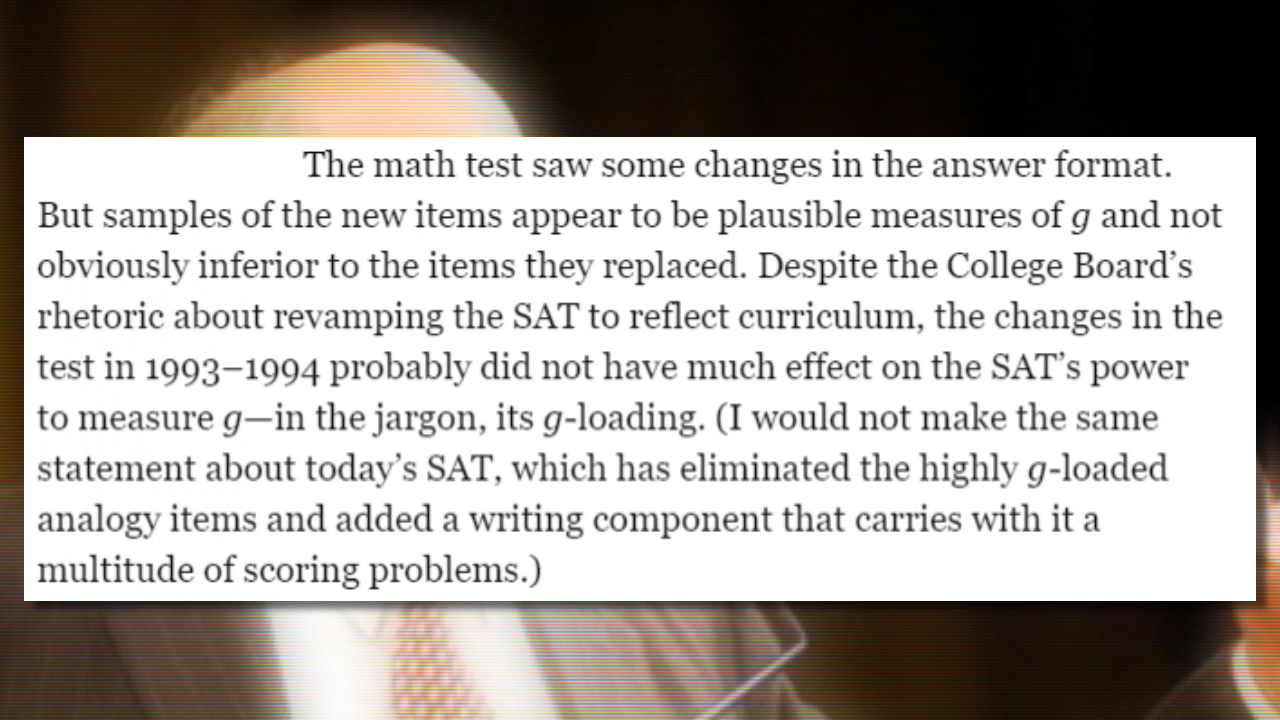 The math test saw some changes in the answer format.
But samples of the new items appear to be plausible measures of g and not
obviously inferior to the items they replaced. Despite the College Board’s
rhetoric about revamping the SAT to reflect curriculum, the changes in the
test in 1993–1994 probably did not have much effect on the SAT’s power
to measure g—in the jargon, its g-loading. (I would not make the same
statement about today’s SAT, which has eliminated the highly g-loaded
analogy items and added a writing component that carries with it a
multitude of scoring problems.)